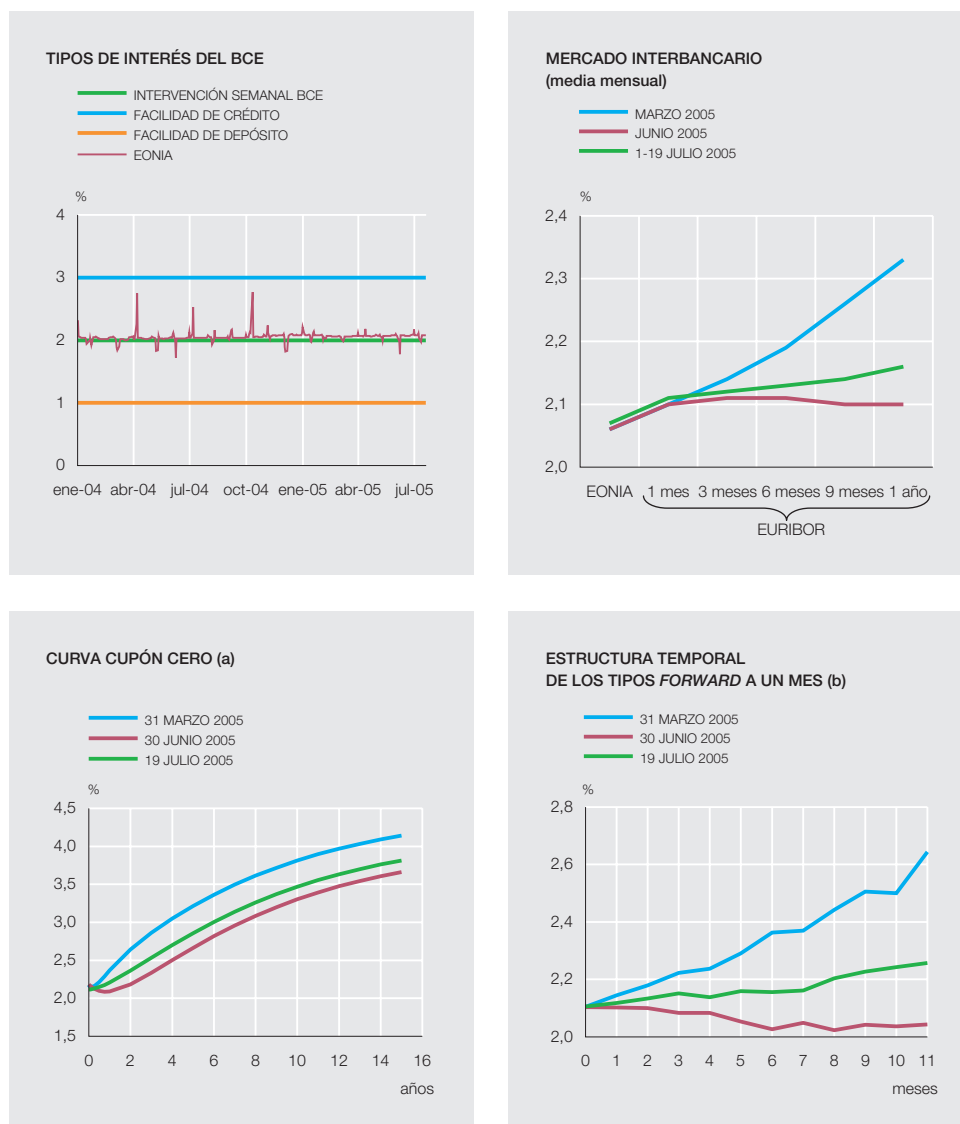 TIPOS DE INTERÉS DEL BCE
INTERVENCIÓN SEMANAL BCE
FACILIDAD DE CRÉDITO
FACILIDAD DE DEPÓSITO
EONIA
%
4
3
2
1
0
ene-04 abr-04 jul-04 oct-04 ene-05 abr-05 jul-05
MERCADO INTERBANCARIO
(media mensual)
MARZO 2005
JUNIO 2005
1-19 JULIO 2005
%
2,4
2,3
2,2
2,1
2,0
EONIA 1 mes 3 meses 6 meses 9 meses 1 año
EURIBOR
CURVA CUPÓN CERO (a)
31 MARZO 2005
30 JUNIO 2005
19 JULIO 2005
%
4,5
4,0
3,5
3,0
2,5
2,0
1,5
0 2 4 6 8 10 12 14 16
años
ESTRUCTURA TEMPORAL
DE LOS TIPOS FORWARD A UN MES (b)
31 MARZO 2005
30 JUNIO 2005
19 JULIO 2005
%
2,8
2,6
2,4
2,2
2,0
0 1 2 3 4 5 6 7 8 9 10 11
meses